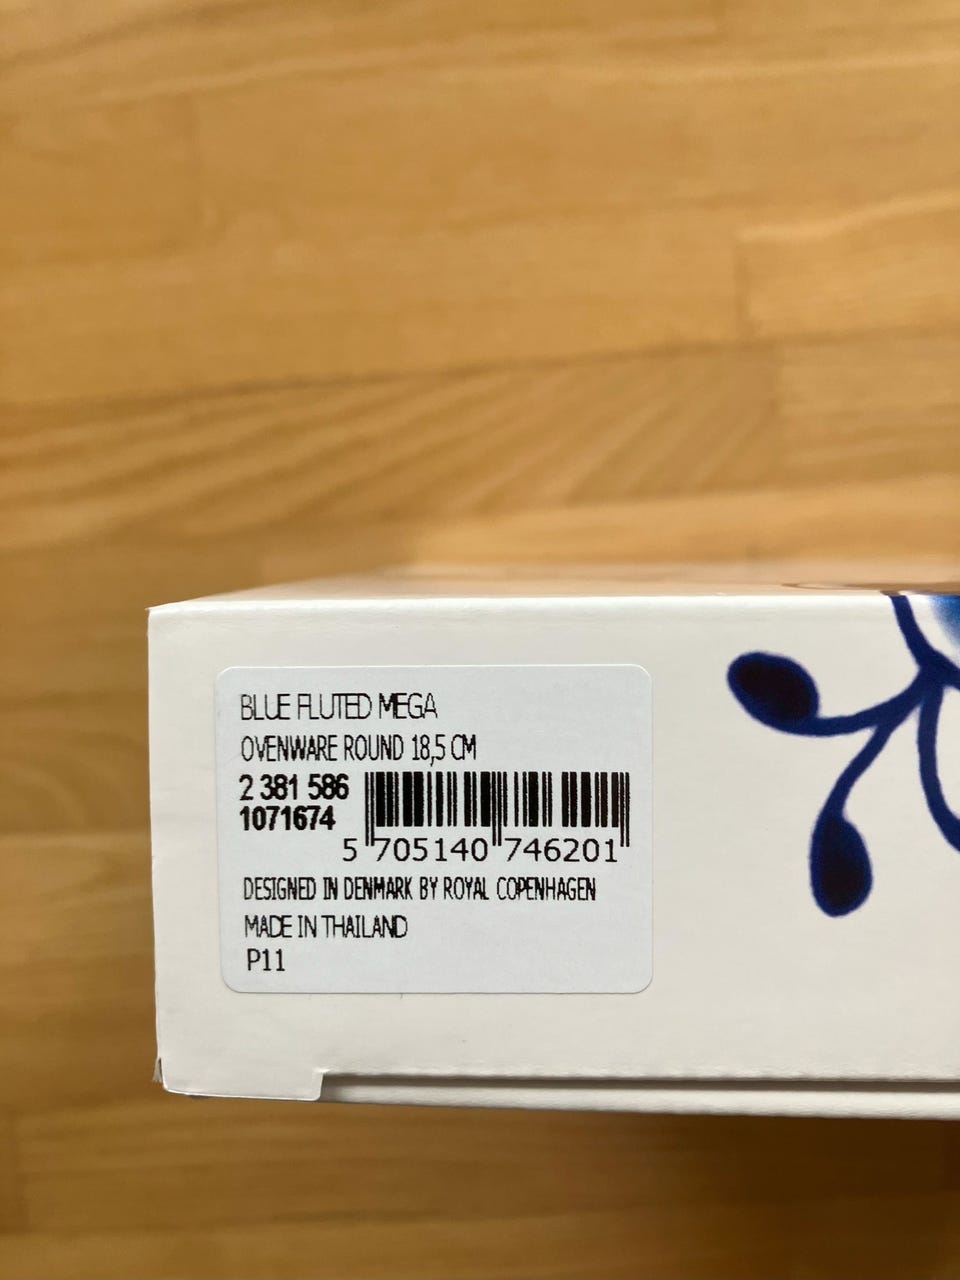 BLUE FLUTED MEGA
OVENWARE ROUND 18,5 CM
2 381 586
1071674
5 705140 746201
DESIGNED IN DENMARK BY ROYAL COPENHAGEN
MADE IN THAILAND
P11